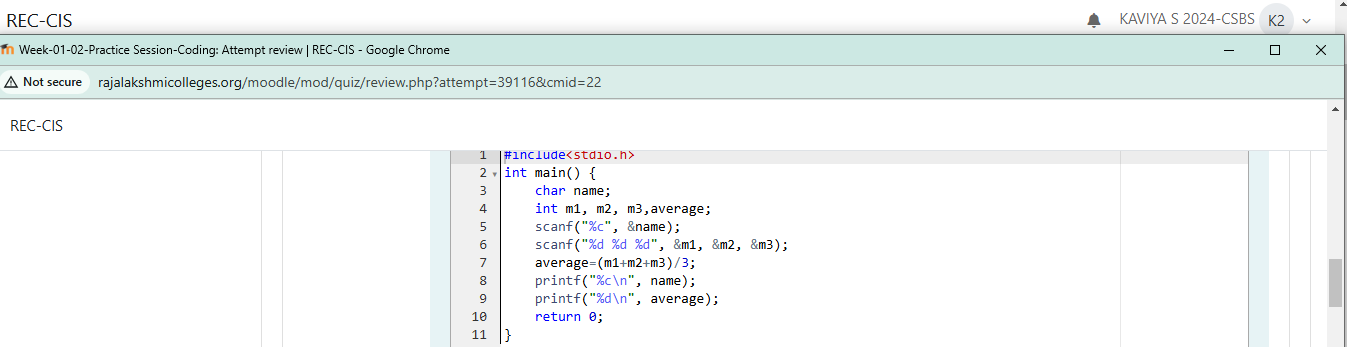 REC-CIS
KAVIYA S 2024-CSBS K2
Week-01-02-Practice Session-Coding: Attempt review | REC-CIS - Google Chrome
Not secure rajalakshmicolleges.org/moodle/mod/quiz/review.php?attempt=39116&cmid=22
REC-CIS
1 #include<stdio.h>
2 int main() {
3 char name;
4 int m1, m2, m3,average;
5 scanf("%c", &name);
6 scanf("%d %d %d", &m1, &m2, &m3);
7 average=(m1+m2+m3)/3;
8 printf("%c\n", name);
9 printf("%d\n", average);
10 return 0;
11 }